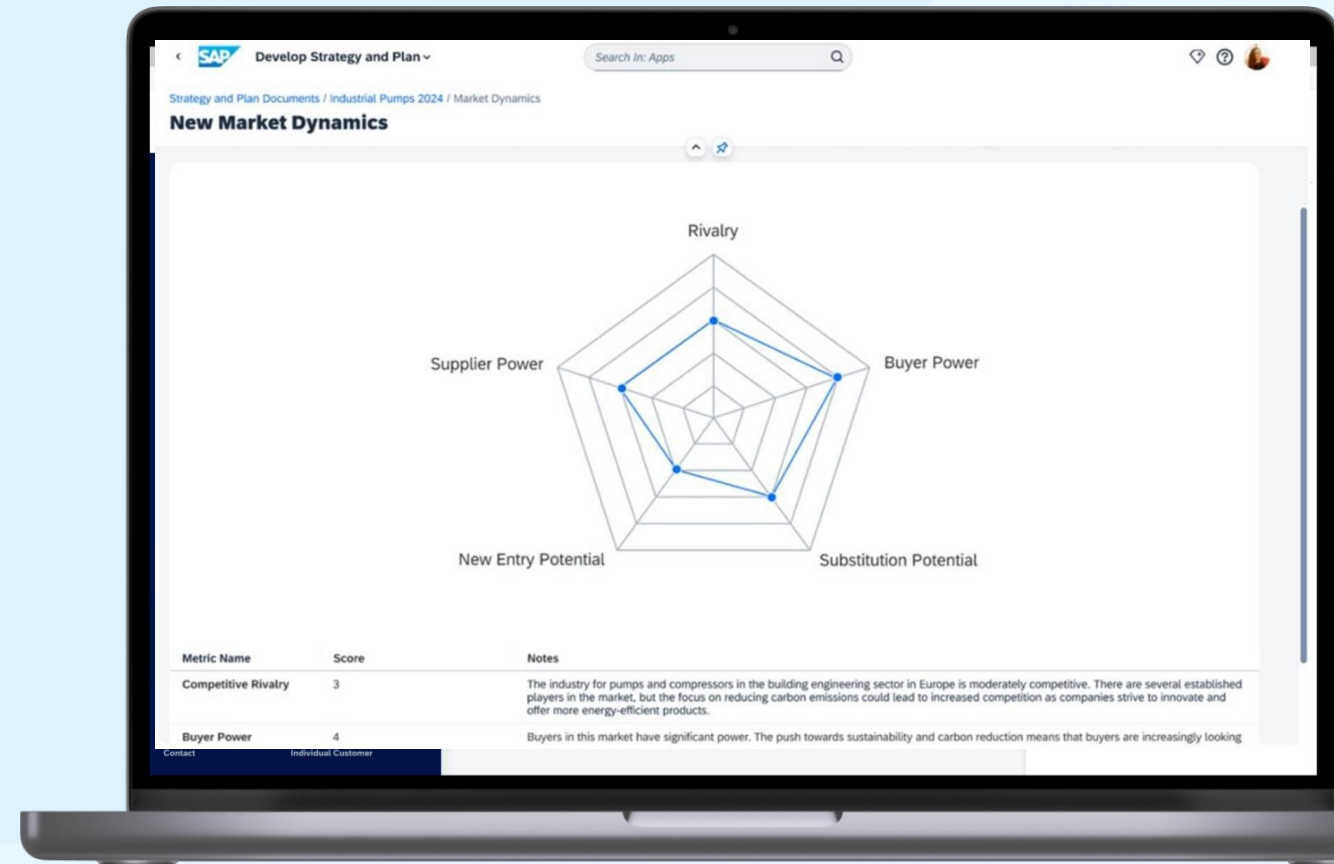 SAP
Develop Strategy and Plan
Search In: Apps
Strategy and Plan Documents / Industrial Pumps 2024 / Market Dynamics
New Market Dynamics
Rivalry
Supplier Power
Buyer Power
New Entry Potential
Substitution Potential
Metric Name Score Notes
Competitive Rivalry 3 The industry for pumps and compressors in the building engineering sector in Europe is moderately competitive. There are several established
players in the market, but the focus on reducing carbon emissions could lead to increased competition as companies strive to innovate and
offer more energy-efficient products.
Buyer Power 4 Buyers in this market have significant power. The push towards sustainability and carbon reduction means that buyers are increasingly looking
Contact Individual Customer